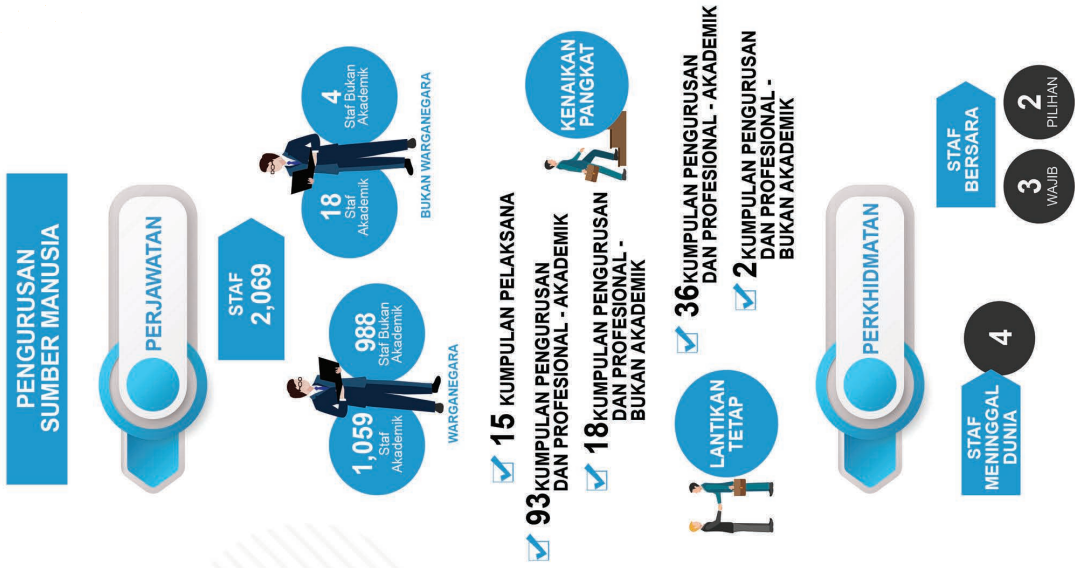 PENGURUSAN
SUMBER MANUSIA
PERJAWATAN
STAF
2,069
1,059
Staf
Akademik
988
Staf Bukan
Akademik
WARGANEGARA
18
Staf
Akademik
4
Staf Bukan
Akademik
BUKAN WARGANEGARA
15 KUMPULAN PELAKSANA
93 KUMPULAN PENGURUSAN
DAN PROFESIONAL - AKADEMIK
18 KUMPULAN PENGURUSAN
DAN PROFESIONAL -
BUKAN AKADEMIK
KENAIKAN
PANGKAT
LANTIKAN
TETAP
36 KUMPULAN PENGURUSAN
DAN PROFESIONAL - AKADEMIK
2 KUMPULAN PENGURUSAN
DAN PROFESIONAL -
BUKAN AKADEMIK
PERKHIDMATAN
STAF
MENINGGAL
DUNIA
4
STAF
BERSARA
3
WAJIB
2
PILIHAN